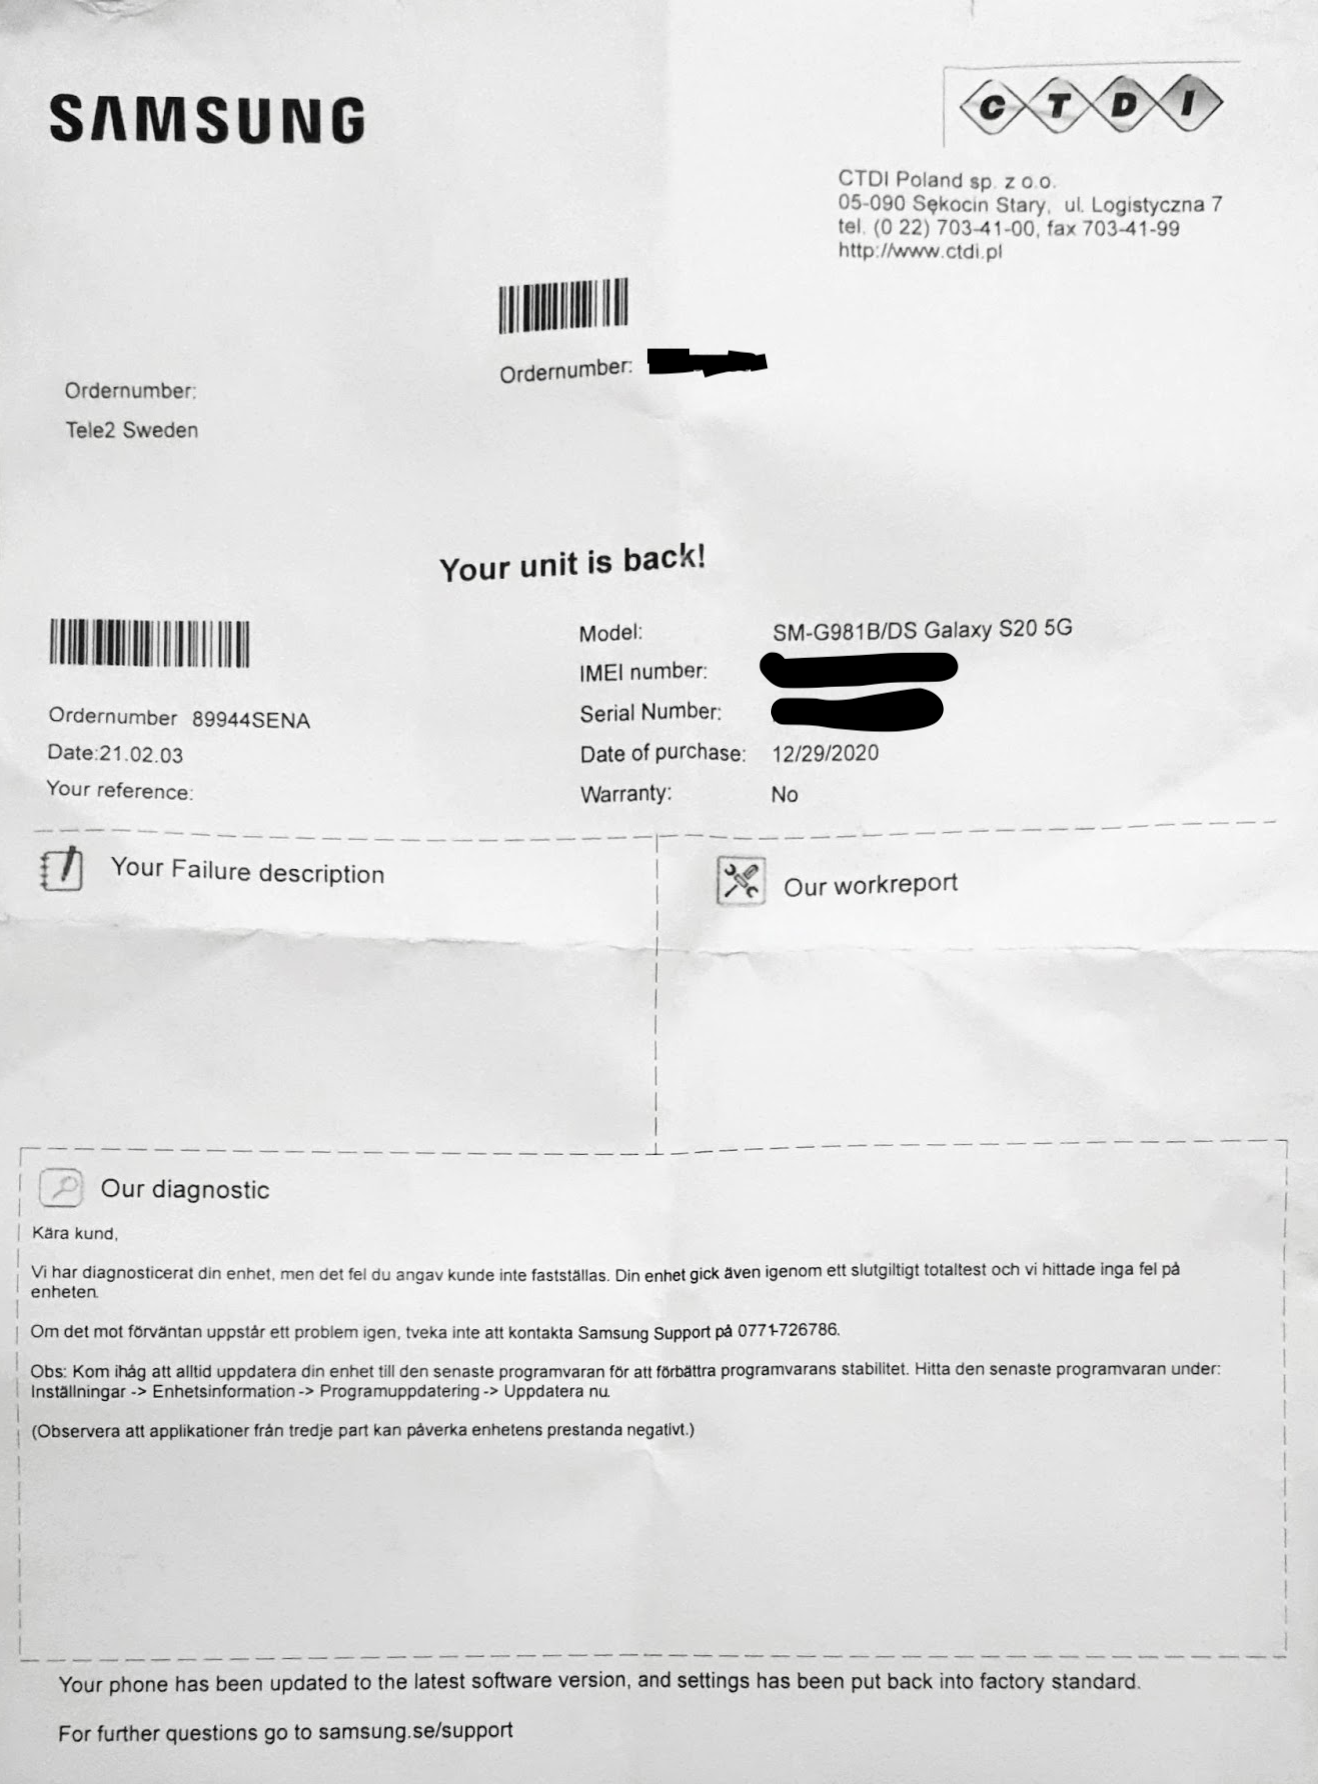 SAMSUNG
C T D I
CTDI Poland sp. z o.o.
05-090 Sękocin Stary, ul. Logistyczna 7
tel. (0 22) 703-41-00, fax 703-41-99
http://www.ctdi.pl
Ordernumber:
Ordernumber:
Tele2 Sweden
Your unit is back!
Model: SM-G981B/DS Galaxy S20 5G
IMEI number:
Serial Number:
Date of purchase: 12/29/2020
Warranty: No
Ordernumber 89944SENA
Date:21.02.03
Your reference:
Your Failure description
Our workreport
Our diagnostic
Kära kund,
Vi har diagnosticerat din enhet, men det fel du angav kunde inte fastställas. Din enhet gick även igenom ett slutgiltigt totaltest och vi hittade inga fel på
enheten.
Om det mot förväntan uppstår ett problem igen, tveka inte att kontakta Samsung Support på 0771-726786.
Obs: Kom ihåg att alltid uppdatera din enhet till den senaste programvaran för att förbättra programvarans stabilitet. Hitta den senaste programvaran under:
Inställningar -> Enhetsinformation -> Programuppdatering -> Uppdatera nu.
(Observera att applikationer från tredje part kan påverka enhetens prestanda negativt.)
Your phone has been updated to the latest software version, and settings has been put back into factory standard.
For further questions go to samsung.se/support